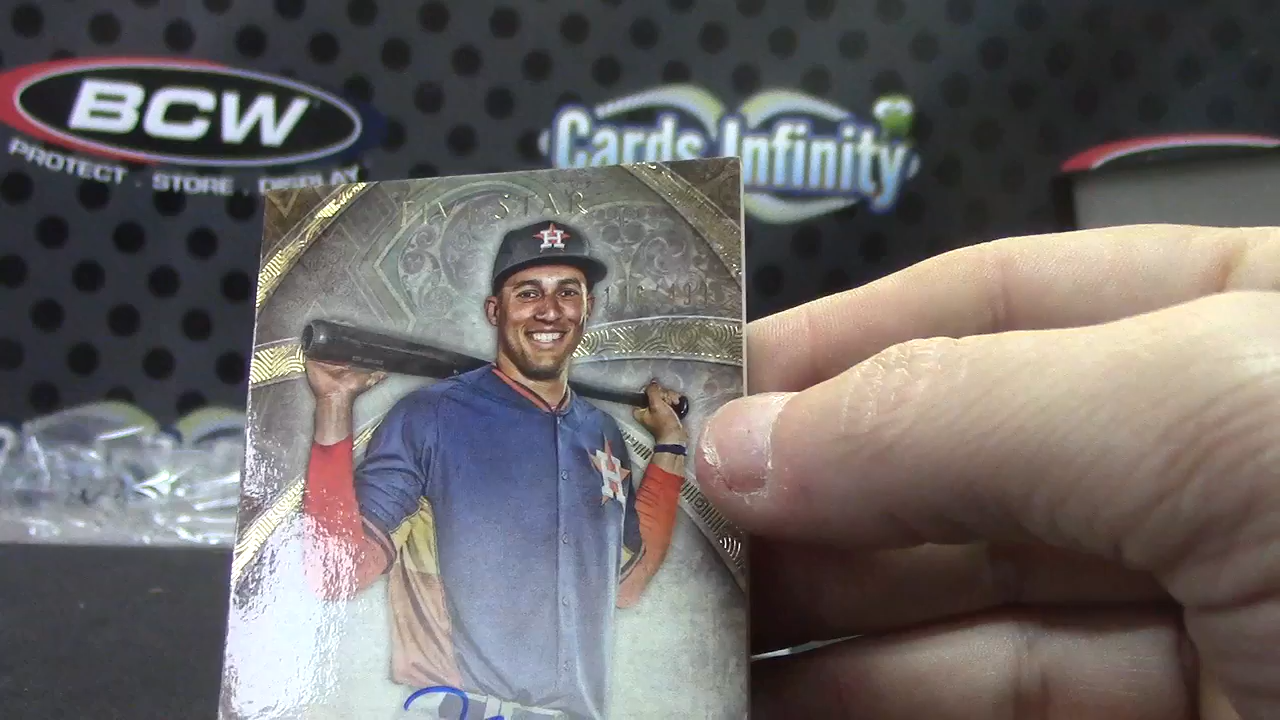 BCW
PROTECT . STORE . DISPLAY
Cards Infinity
FIVE STAR
H
H